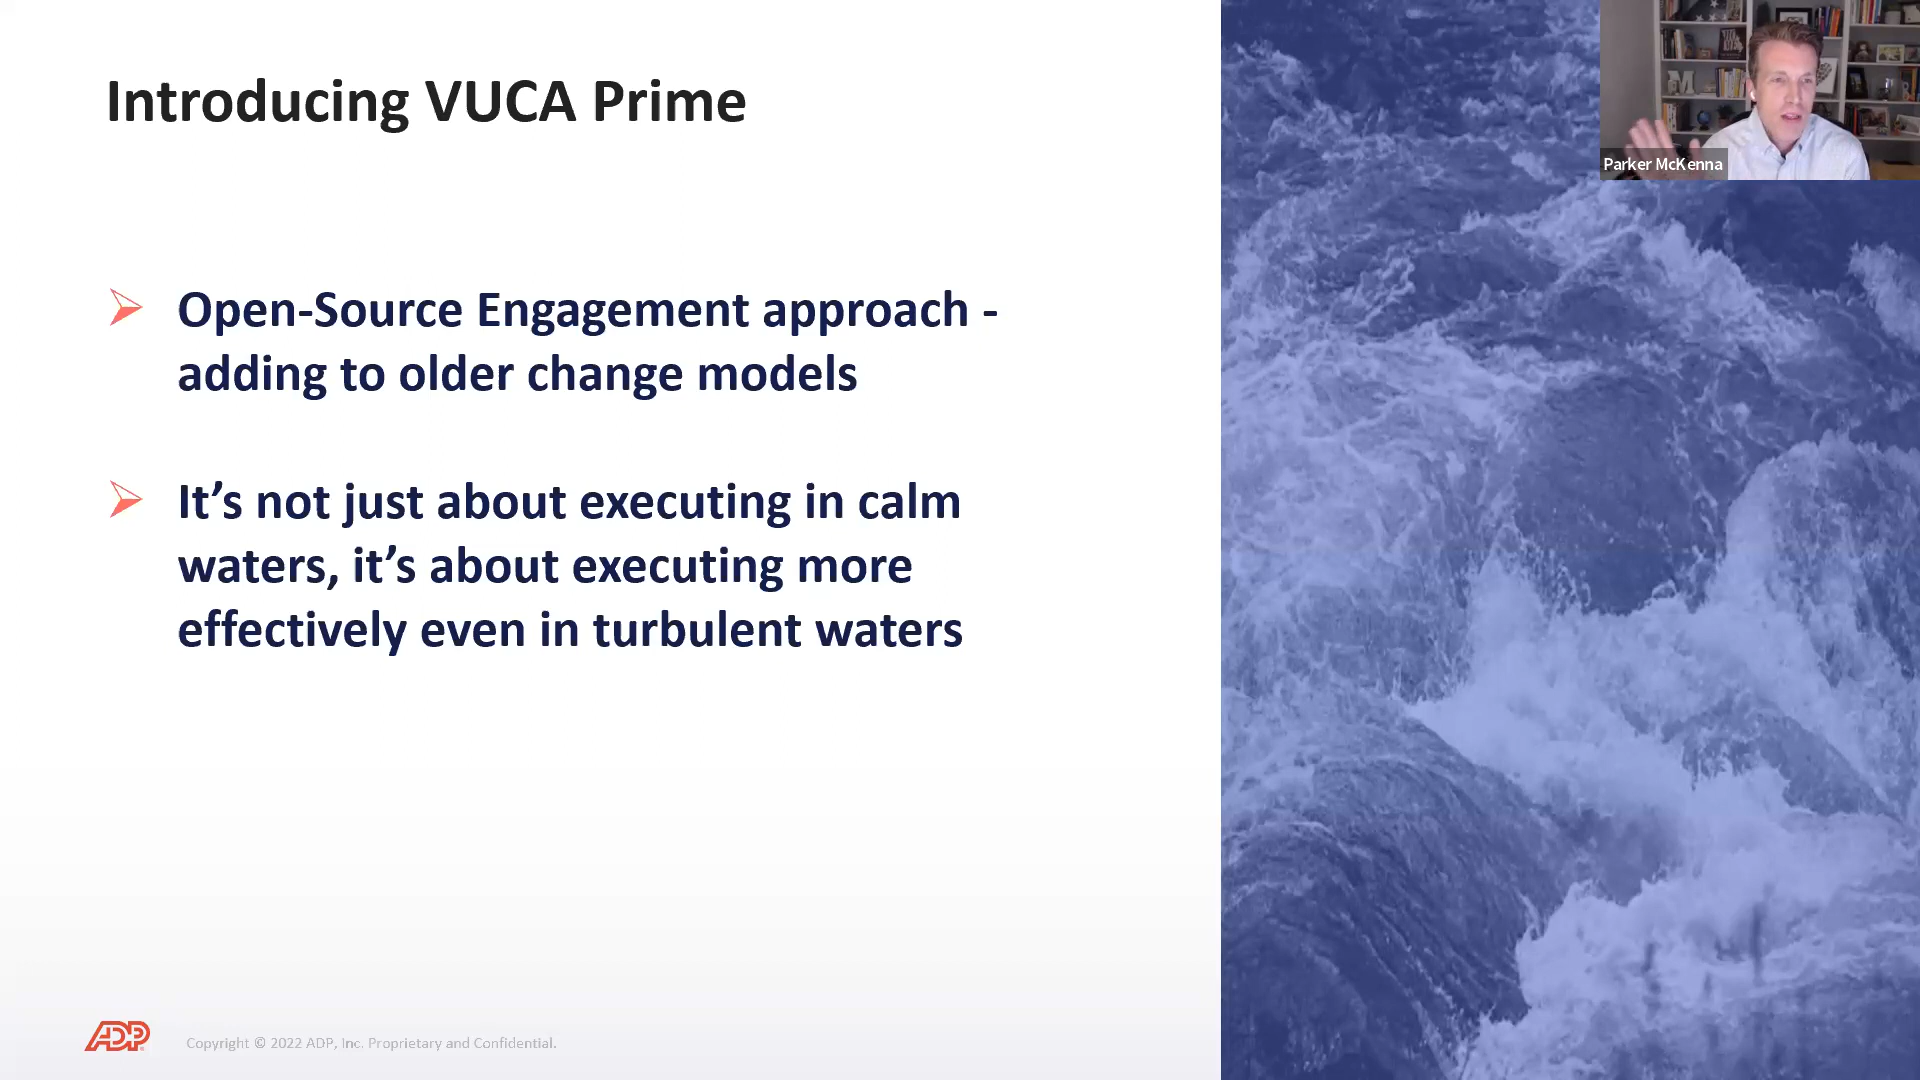 Introducing VUCA Prime
Parker McKenna
Open-Source Engagement approach -
adding to older change models
It’s not just about executing in calm
waters, it’s about executing more
effectively even in turbulent waters
ADP
Copyright © 2022 ADP, Inc. Proprietary and Confidential.